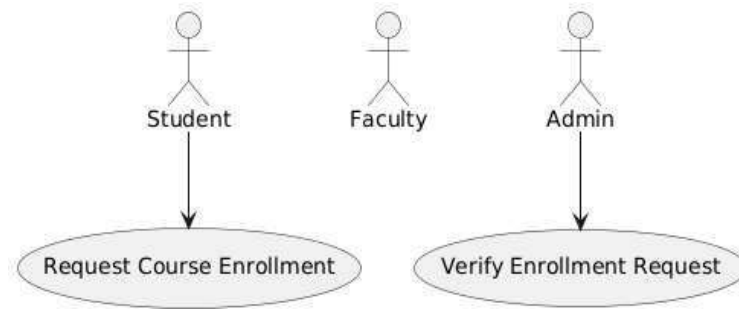 Student
Faculty
Admin
Request Course Enrollment
Verify Enrollment Request